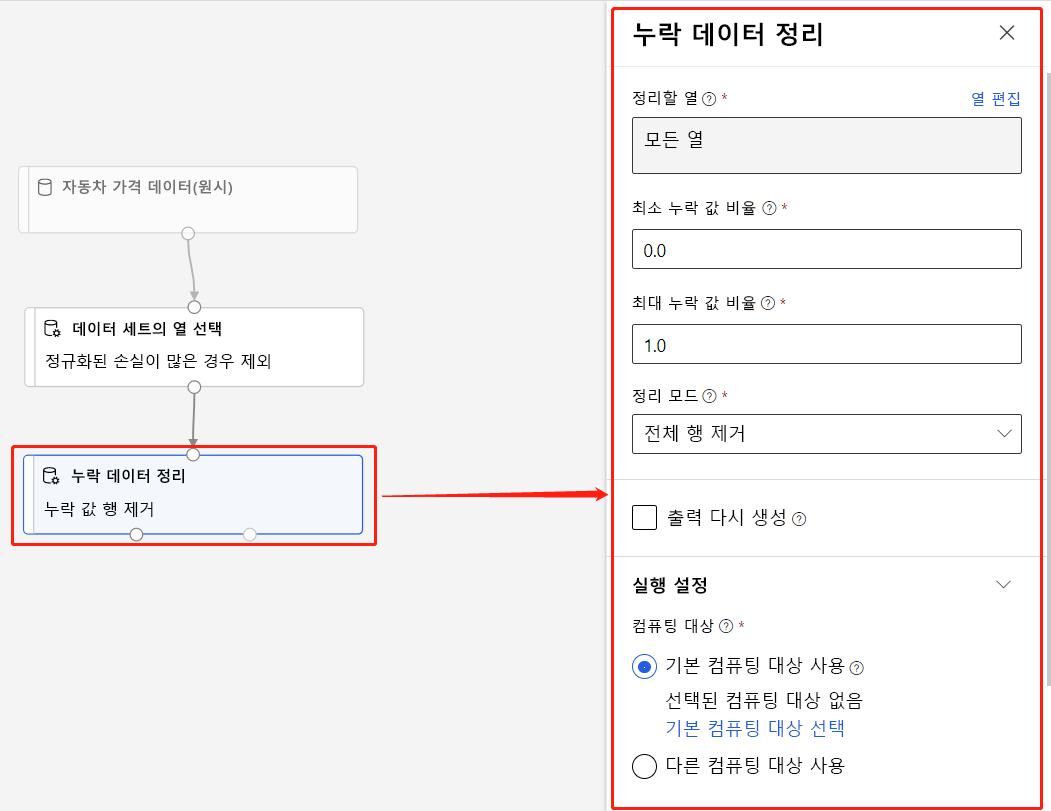 자동차 가격 데이터(원시)
데이터 세트의 열 선택
정규화된 손실이 많은 경우 제외
누락 데이터 정리
누락 값 행 제거
누락 데이터 정리
정리할 열 ? *
열 편집
모든 열
최소 누락 값 비율 ? *
0.0
최대 누락 값 비율 ? *
1.0
정리 모드 ? *
전체 행 제거
출력 다시 생성 ?
실행 설정
컴퓨팅 대상 ? *
기본 컴퓨팅 대상 사용 ?
선택된 컴퓨팅 대상 없음
기본 컴퓨팅 대상 선택
다른 컴퓨팅 대상 사용